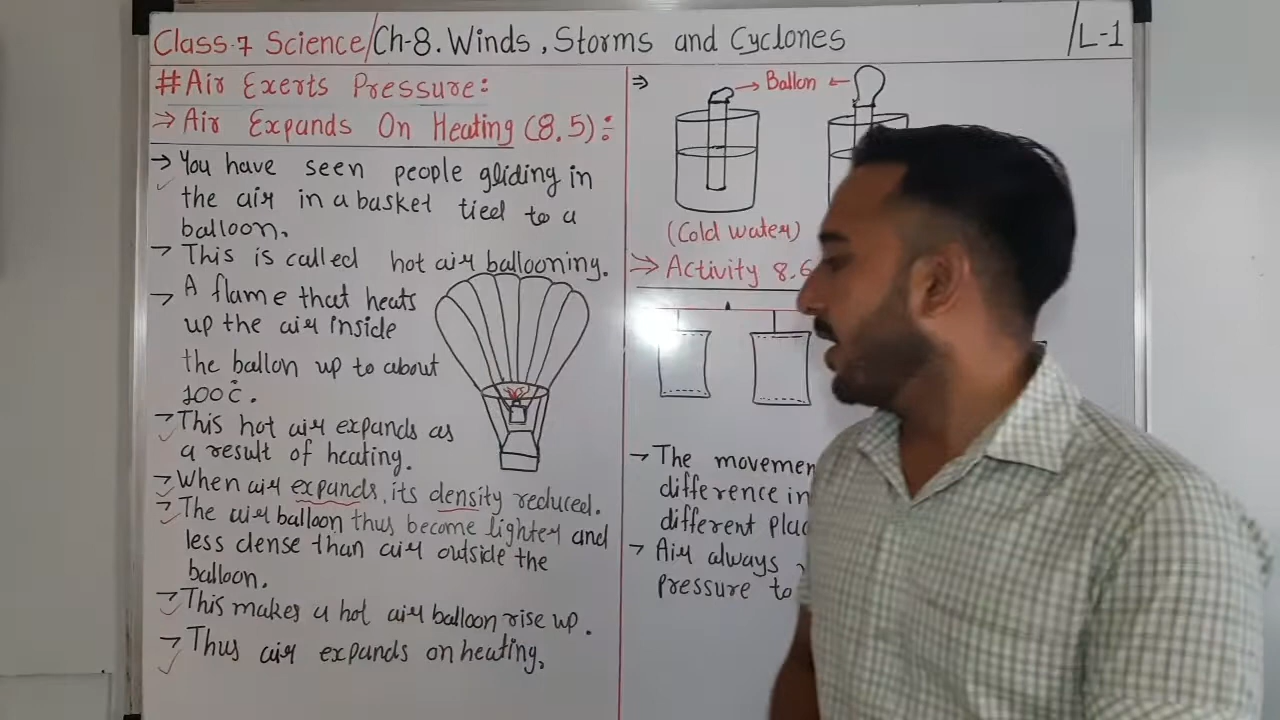 Class.7 Science/Ch-8. Winds, Storms and Cyclones /L-1
#Air Exerts Pressure:
⇒ Air Expands On Heating (8.5):
→ You have seen people gliding in
the air in a basket tied to a
balloon.
→ This is called hot air ballooning.
→ A flame that heats
up the air inside
the ballon up to about
100°C.
→ This hot air expands as
a result of heating.
→ When air expands, its density reduced.
→ The air balloon thus become lighter and
less dense than air outside the
balloon.
→ This makes a hot air balloon rise up.
→ Thus air expands on heating,
⇒ → Ballon ←
(Cold water)
⇒ Activity 8.6
→ The
difference in
different
→ Air always
pressure to